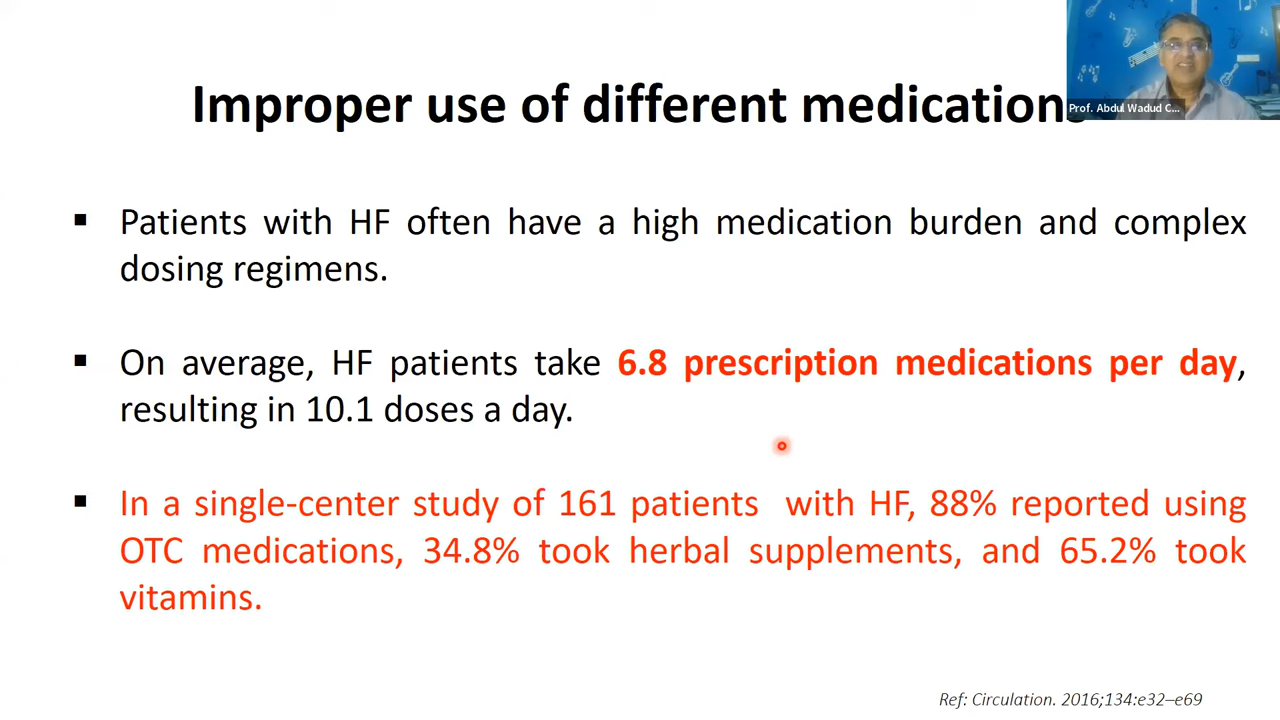 Improper use of different medications
Prof. Abdul Wadud C...
▪ Patients with HF often have a high medication burden and complex
dosing regimens.
▪ On average, HF patients take 6.8 prescription medications per day,
resulting in 10.1 doses a day.
▪ In a single-center study of 161 patients with HF, 88% reported using
OTC medications, 34.8% took herbal supplements, and 65.2% took
vitamins.
Ref: Circulation. 2016;134:e32–e69